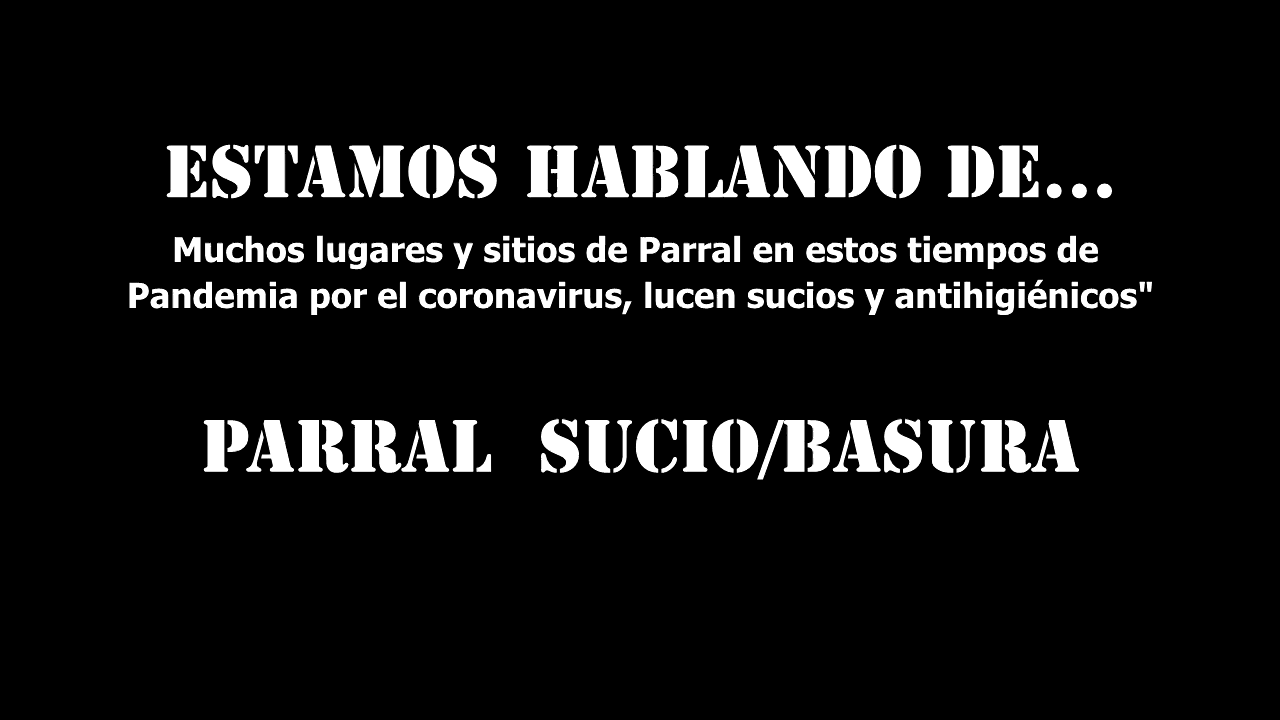 ESTAMOS HABLANDO DE...
Muchos lugares y sitios de Parral en estos tiempos de
Pandemia por el coronavirus, lucen sucios y antihigiénicos"
PARRAL SUCIO/BASURA